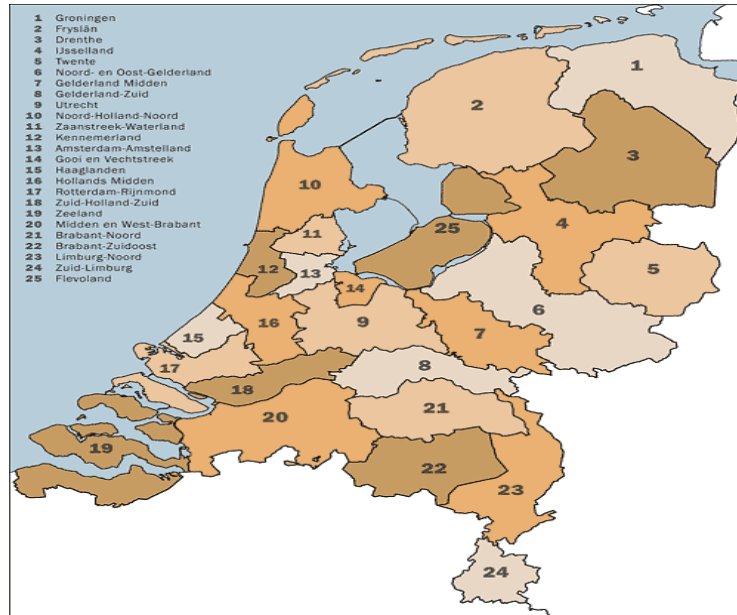 1 Groningen
2 Fryslân
3 Drenthe
4 IJsselland
5 Twente
6 Noord- en Oost-Gelderland
7 Gelderland Midden
8 Gelderland-Zuid
9 Utrecht
10 Noord-Holland-Noord
11 Zaanstreek-Waterland
12 Kennemerland
13 Amsterdam-Amstelland
14 Gooi en Vechtstreek
15 Haaglanden
16 Hollands Midden
17 Rotterdam-Rijnmond
18 Zuid-Holland-Zuid
19 Zeeland
20 Midden en West-Brabant
21 Brabant-Noord
22 Brabant-Zuidoost
23 Limburg-Noord
24 Zuid-Limburg
25 Flevoland
1
2
3
10
4
25
11
5
12
13
14
6
16
9
15
7
17
8
18
21
20
19
22
23
24